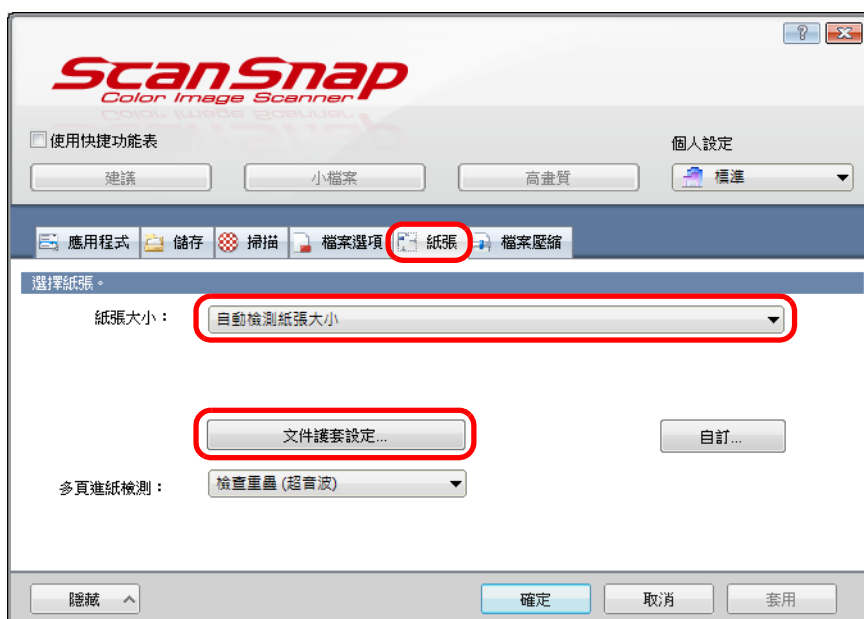 ScanSnap
Color Image Scanner
使用快捷功能表
個人設定
建議 小檔案 高畫質 標準
應用程式 儲存 掃描 檔案選項 紙張 檔案壓縮
選擇紙張。
紙張大小： 自動檢測紙張大小
文件護套設定... 自訂...
多頁進紙檢測： 檢查重疊 (超音波)
隱藏 確定 取消 套用